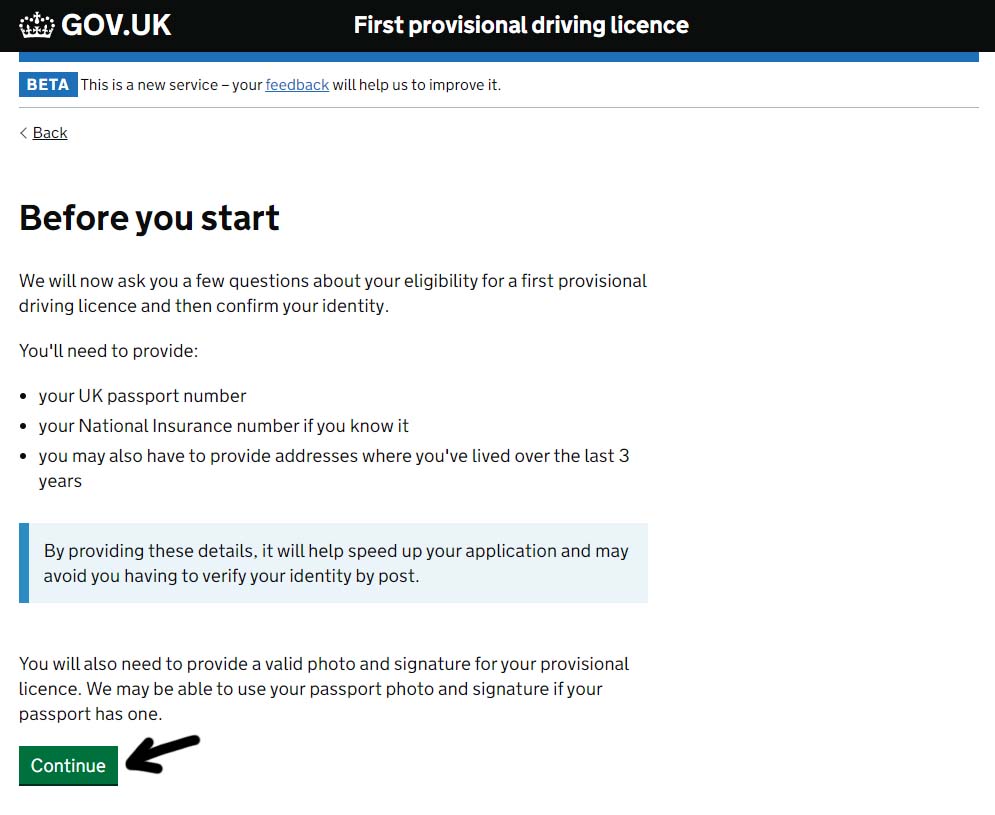 GOV.UK
First provisional driving licence
BETA This is a new service – your feedback will help us to improve it.
Back
Before you start
We will now ask you a few questions about your eligibility for a first provisional
driving licence and then confirm your identity.
You'll need to provide:
• your UK passport number
• your National Insurance number if you know it
• you may also have to provide addresses where you've lived over the last 3
years
By providing these details, it will help speed up your application and may
avoid you having to verify your identity by post.
You will also need to provide a valid photo and signature for your provisional
licence. We may be able to use your passport photo and signature if your
passport has one.
Continue